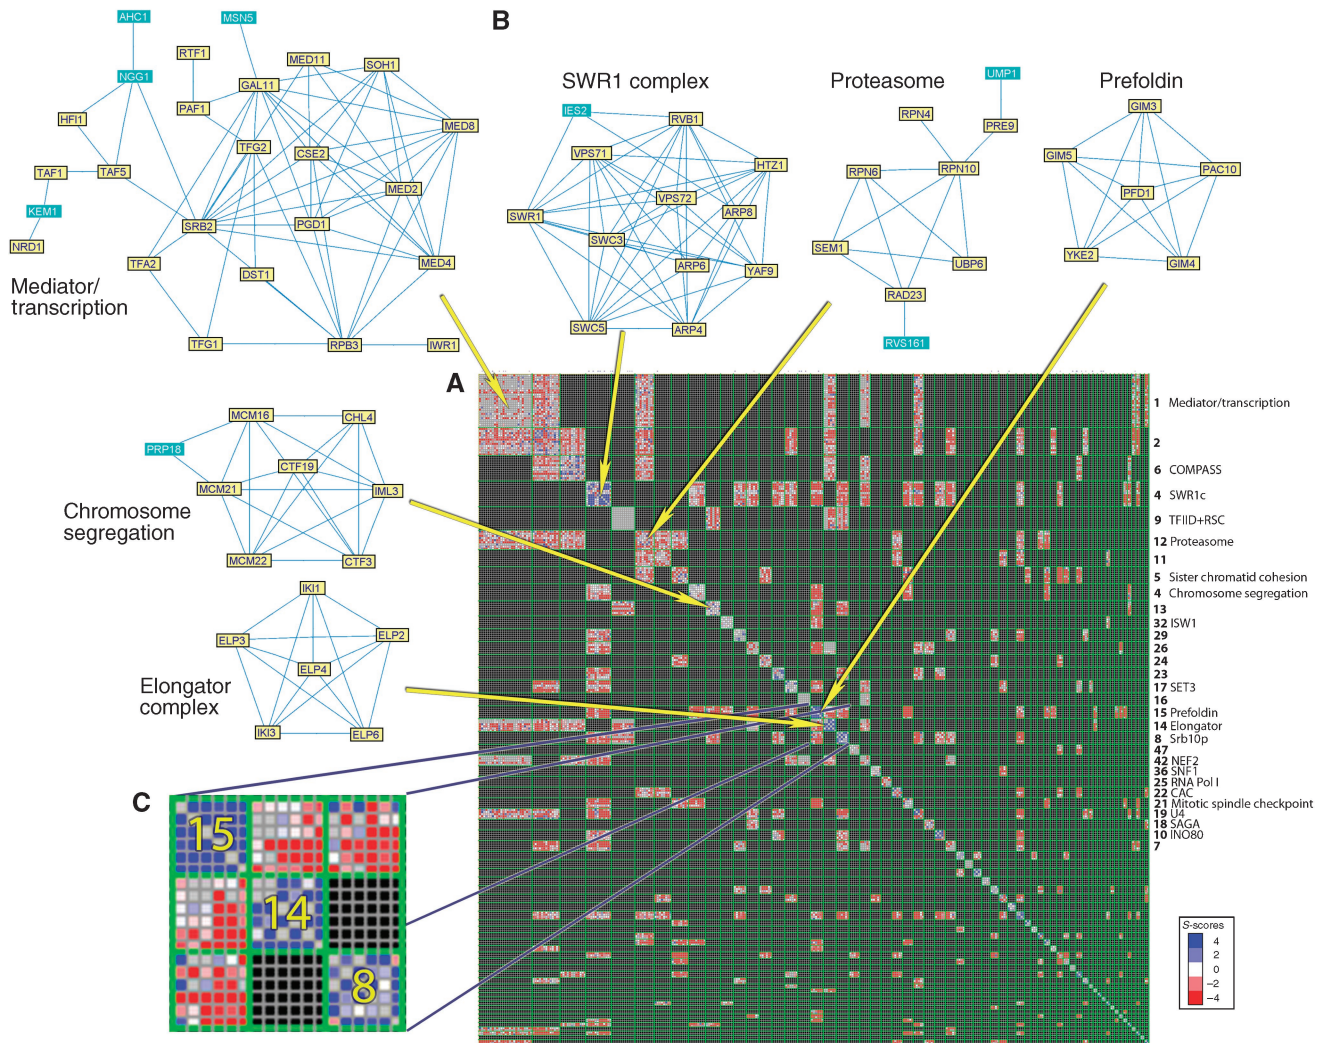 B
AHC1
MSN5
RTF1
MED11
SOH1
NGG1
GAL11
PAF1
HFI1
MED8
TFG2
CSE2
TAF1
TAF5
MED2
KEM1
SRB2
PGD1
NRD1
TFA2
DST1
MED4
TFG1
RPB3
IWR1
Mediator/
transcription
SWR1 complex
IES2
RVB1
VPS71
HTZ1
VPS72
SWR1
ARP8
SWC3
ARP6
YAF9
SWC5
ARP4
Proteasome
UMP1
RPN4
PRE9
RPN6
RPN10
SEM1
UBP6
RAD23
RVS161
Prefoldin
GIM3
GIM5
PAC10
PFD1
YKE2
GIM4
MCM16
CHL4
PRP18
CTF19
MCM21
IML3
MCM22
CTF3
Chromosome
segregation
IKI1
ELP3
ELP2
ELP4
IKI3
ELP6
Elongator
complex
A
1 Mediator/transcription
2
6 COMPASS
4 SWR1c
9 TFIID+RSC
12 Proteasome
11
5 Sister chromatid cohesion
4 Chromosome segregation
13
32 ISW1
29
26
24
23
17 SET3
16
15 Prefoldin
14 Elongator
8 Srb10p
47
42 NEF2
36 SNF1
25 RNA Pol I
22 CAC
21 Mitotic spindle checkpoint
19 U4
18 SAGA
10 INO80
7
C
15
14
8
S-scores
4
2
0
−2
−4